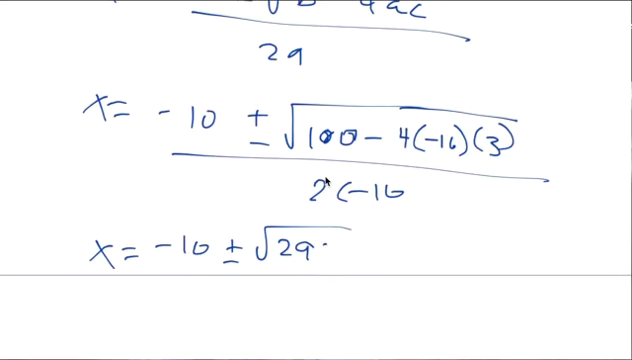 2a
x = -10 ± √100 - 4(-16)(3)
2(-16
x = -10 ± √29